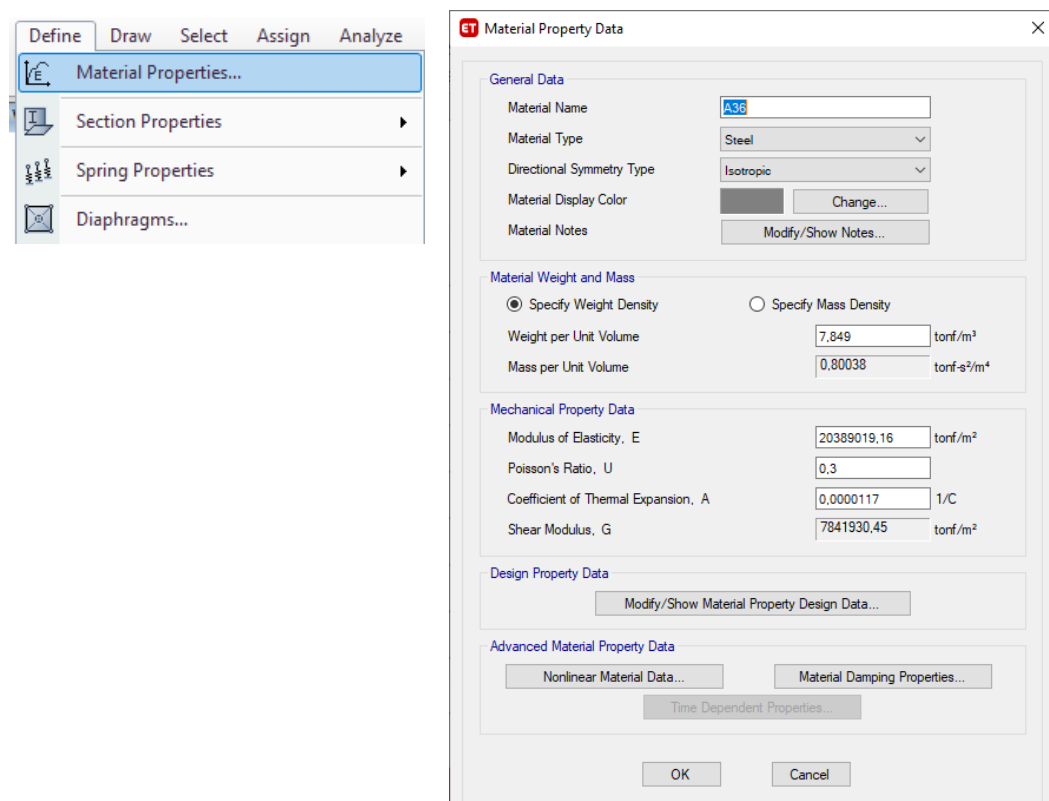 Define Draw Select Assign Analyze
Material Properties...
Section Properties
Spring Properties
Diaphragms...
ET Material Property Data
General Data
Material Name A36
Material Type Steel
Directional Symmetry Type Isotropic
Material Display Color Change...
Material Notes Modify/Show Notes...
Material Weight and Mass
Specify Weight Density Specify Mass Density
Weight per Unit Volume 7,849 tonf/m³
Mass per Unit Volume 0,80038 tonf-s²/m⁴
Mechanical Property Data
Modulus of Elasticity, E 20389019,16 tonf/m²
Poisson's Ratio, U 0,3
Coefficient of Thermal Expansion, A 0,0000117 1/C
Shear Modulus, G 7841930,45 tonf/m²
Design Property Data
Modify/Show Material Property Design Data...
Advanced Material Property Data
Nonlinear Material Data... Material Damping Properties...
Time Dependent Properties...
OK Cancel